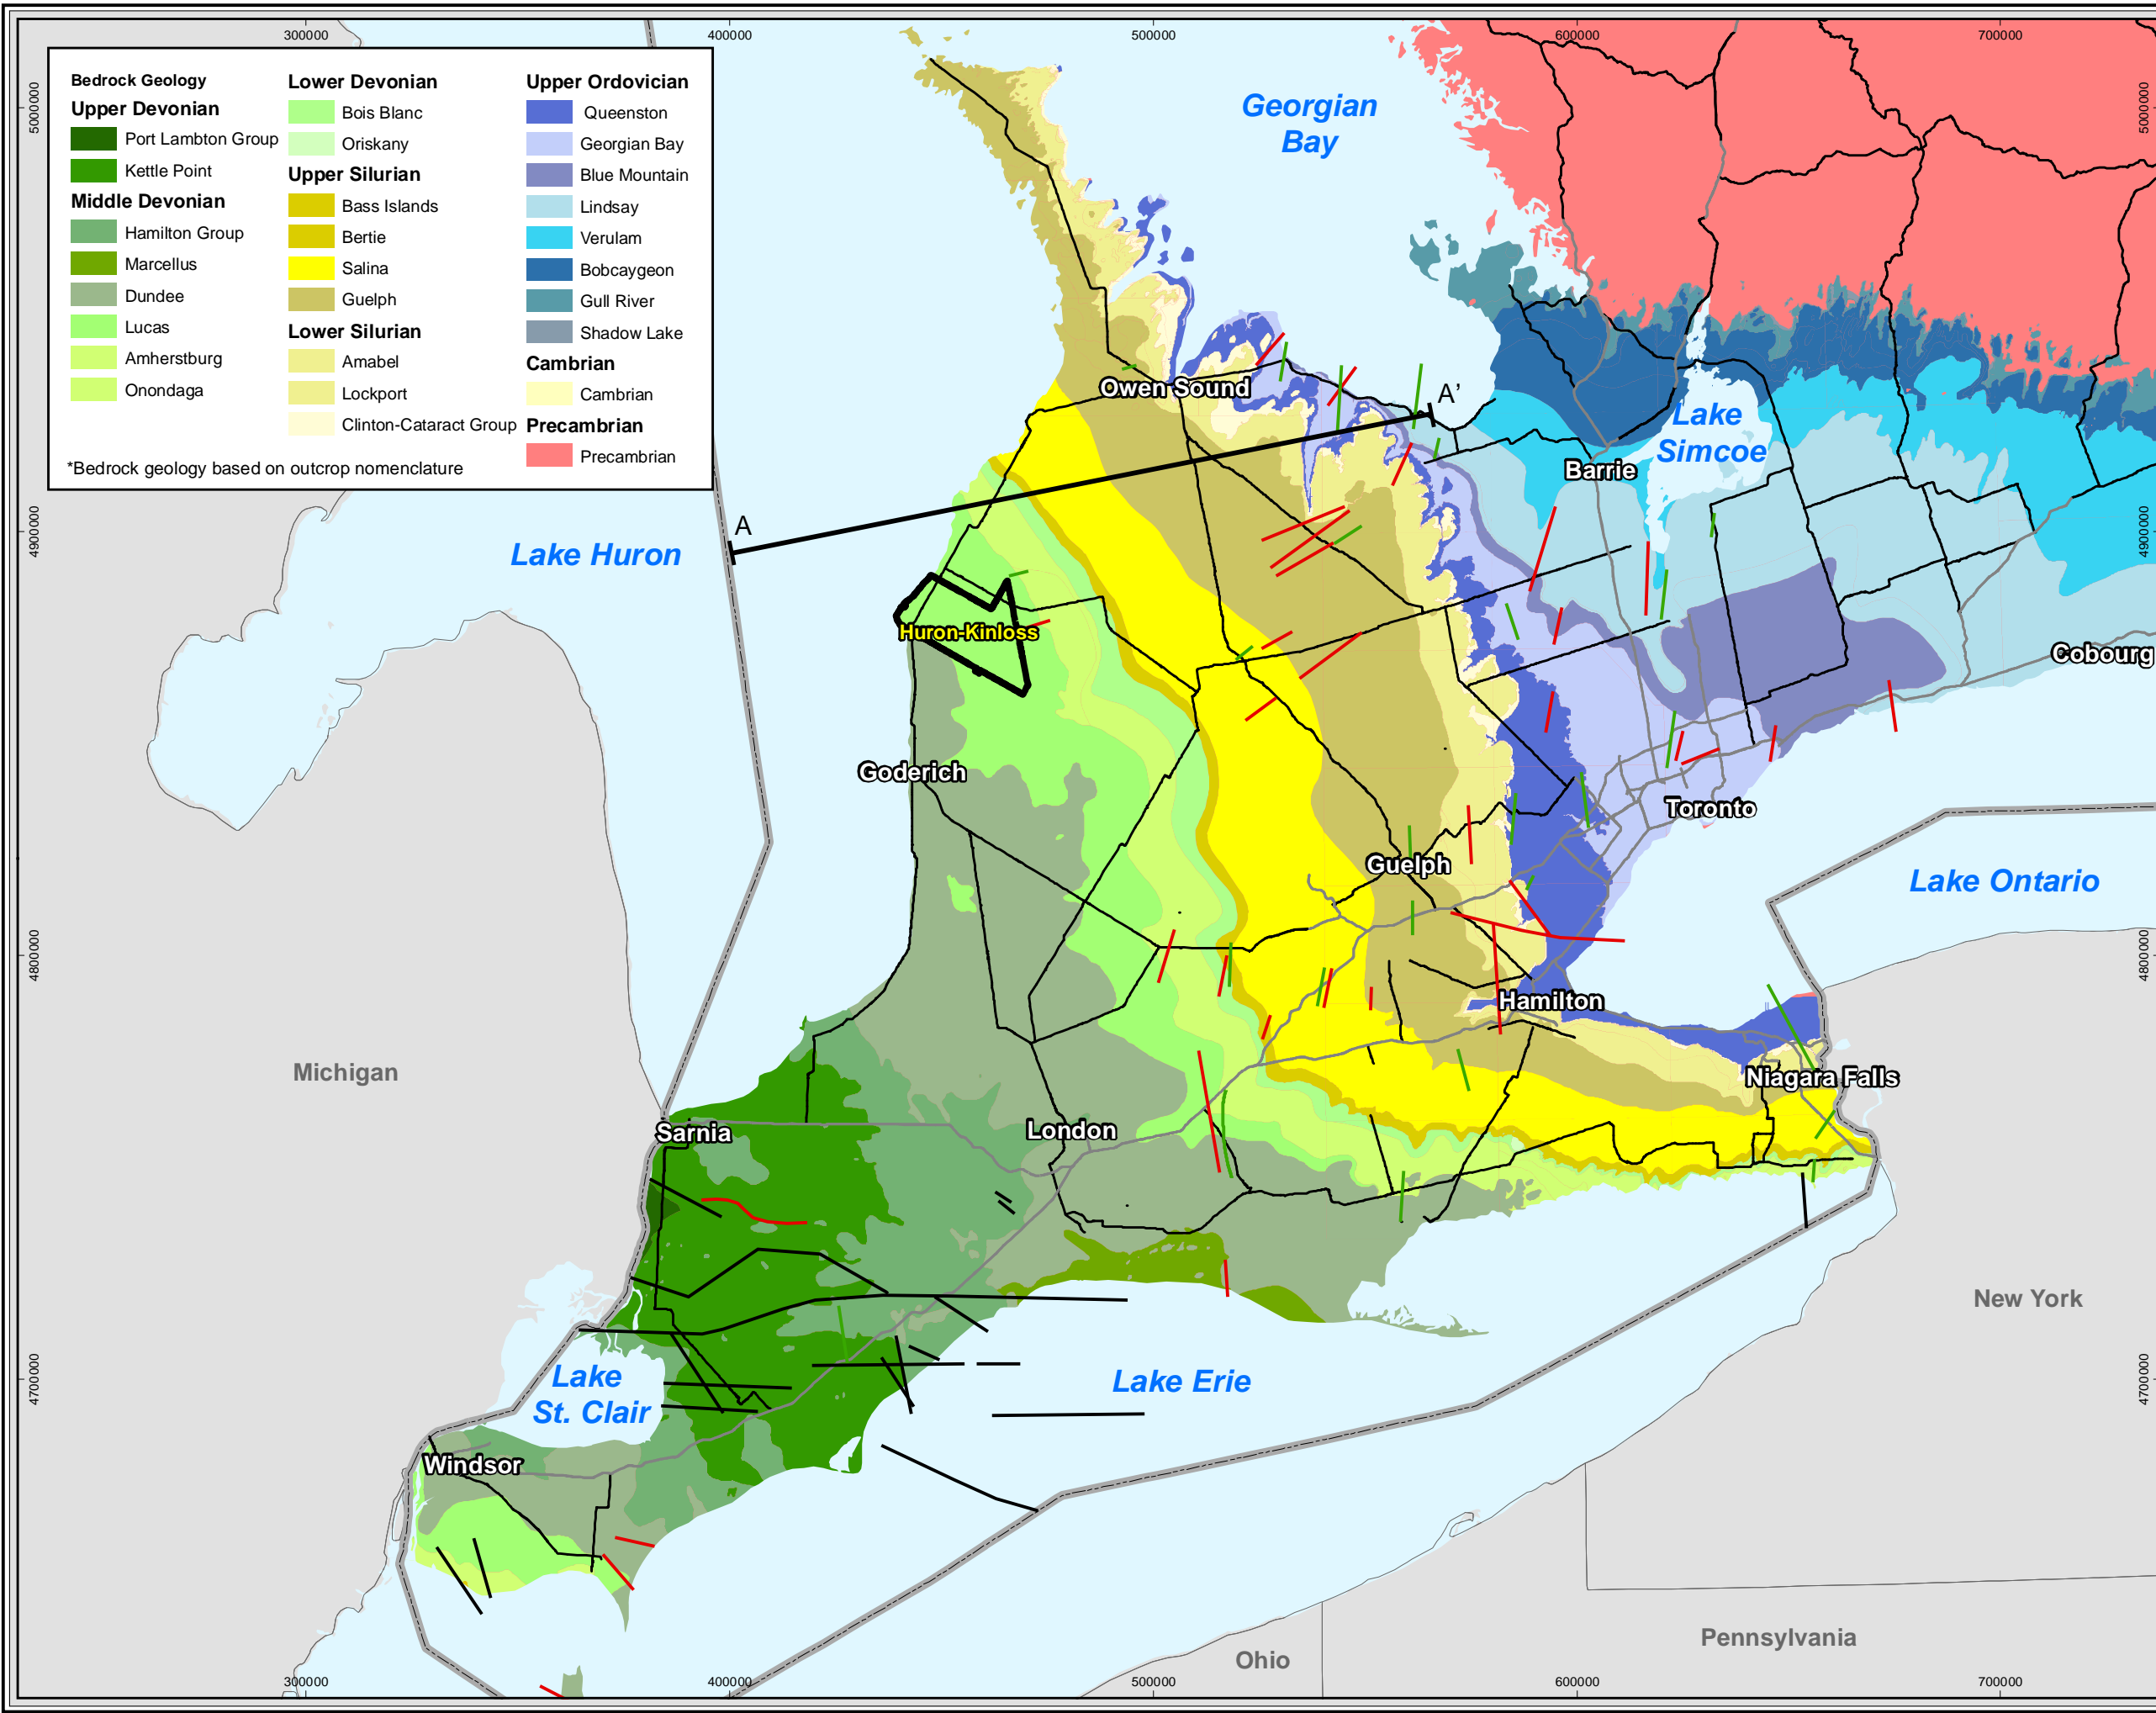 300000
400000
500000
600000
700000
Bedrock Geology
Upper Devonian
Port Lambton Group
Kettle Point
Middle Devonian
Hamilton Group
Marcellus
Dundee
Lucas
Amherstburg
Onondaga
Lower Devonian
Bois Blanc
Oriskany
Upper Silurian
Bass Islands
Bertie
Salina
Guelph
Lower Silurian
Amabel
Lockport
Clinton-Cataract Group
Upper Ordovician
Queenston
Georgian Bay
Blue Mountain
Lindsay
Verulam
Bobcaygeon
Gull River
Shadow Lake
Cambrian
Cambrian
Precambrian
Precambrian
*Bedrock geology based on outcrop nomenclature
5000000
5000000
Georgian
Bay
Owen Sound
A'
Lake
Simcoe
Barrie
4900000
4900000
A
Lake Huron
Huron-Kinloss
Cobourg
Goderich
Toronto
Guelph
Lake Ontario
4800000
4800000
Hamilton
Michigan
Niagara Falls
Sarnia
London
New York
4700000
4700000
Lake
St. Clair
Lake Erie
Windsor
Pennsylvania
Ohio
300000
400000
500000
600000
700000